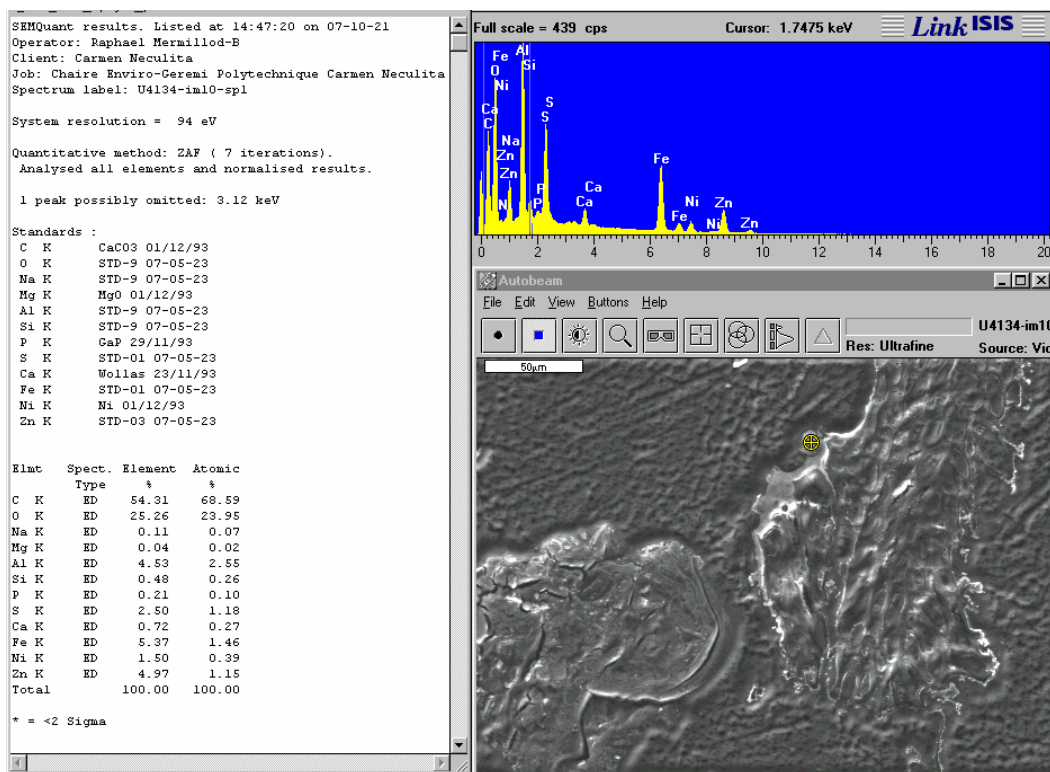 SEMQuant results. Listed at 14:47:20 on 07-10-21
Operator: Raphael Mermillod-B
Client: Carmen Neculita
Job: Chaire Enviro-Geremi Polytechnique Carmen Neculita
Spectrum label: U4134-im10-sp1
System resolution = 94 eV
Quantitative method: ZAF ( 7 iterations).
Analysed all elements and normalised results.
1 peak possibly omitted: 3.12 keV
Standards :
C K CaCO3 01/12/93
O K STD-9 07-05-23
Na K STD-9 07-05-23
Mg K MgO 01/12/93
Al K STD-9 07-05-23
Si K STD-9 07-05-23
P K GaP 29/11/93
S K STD-01 07-05-23
Ca K Wollas 23/11/93
Fe K STD-01 07-05-23
Ni K Ni 01/12/93
Zn K STD-03 07-05-23
Elmt Spect. Element Atomic
Type % %
C K ED 54.31 68.59
O K ED 25.26 23.95
Na K ED 0.11 0.07
Mg K ED 0.04 0.02
Al K ED 4.53 2.55
Si K ED 0.48 0.26
P K ED 0.21 0.10
S K ED 2.50 1.18
Ca K ED 0.72 0.27
Fe K ED 5.37 1.46
Ni K ED 1.50 0.39
Zn K ED 4.97 1.15
Total 100.00 100.00
* = <2 Sigma
Full scale = 439 cps Cursor: 1.7475 keV Link ISIS
Fe Al
O Si
Ni
Ca S
C S
Na
Zn Fe
Zn
P Ca
N P Ca Fe Ni Ni Zn Zn
0 2 4 6 8 10 12 14 16 18 20
Autobeam
File Edit View Buttons Help
U4134-im10
Res: Ultrafine Source: Vid
50µm